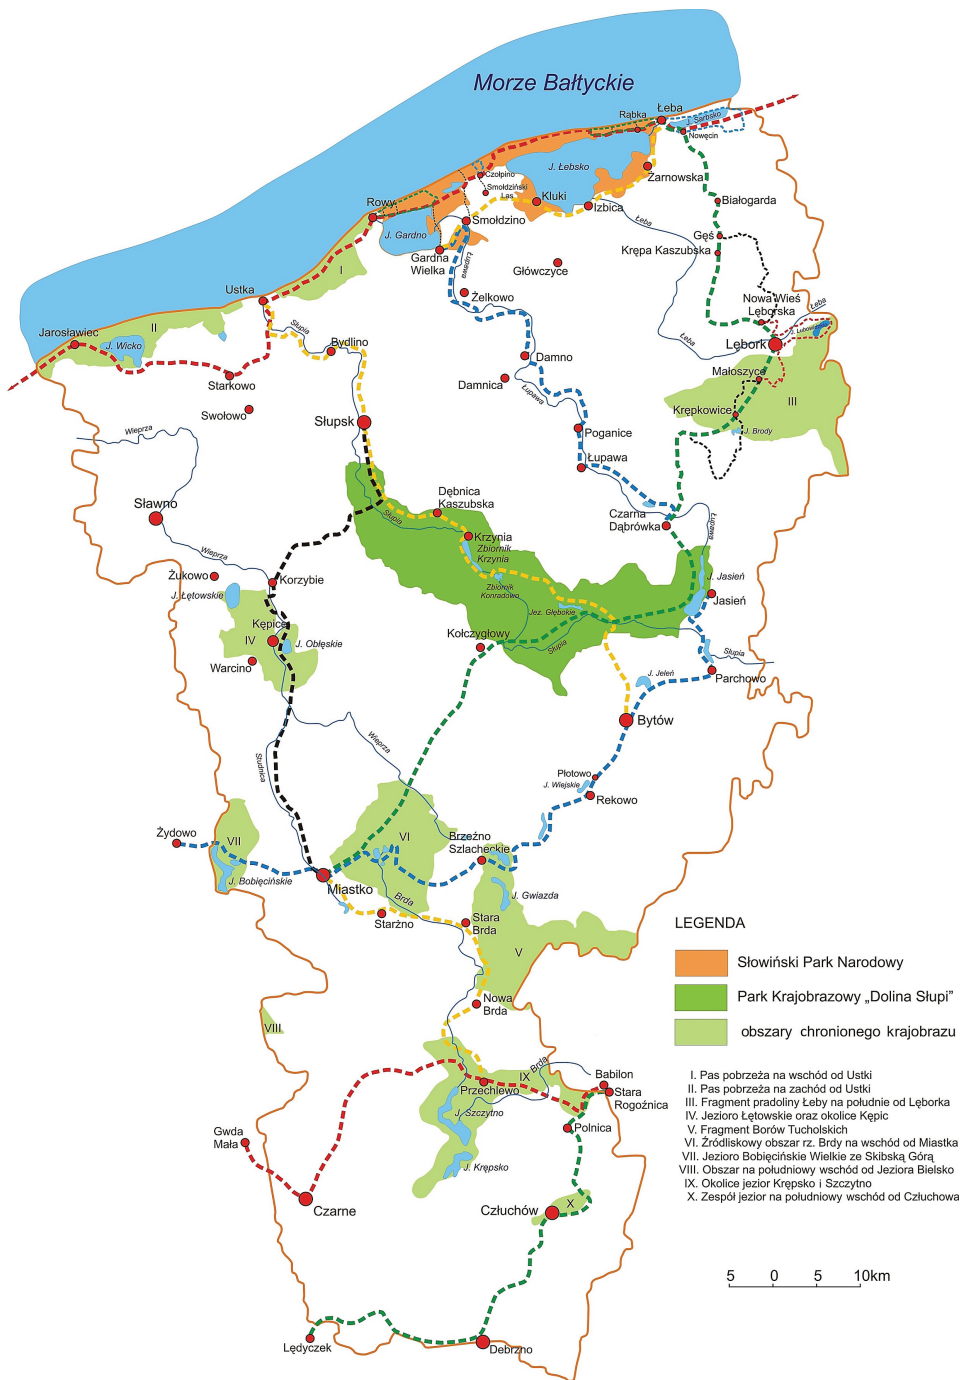 Morze Bałtyckie
Łeba
Rąbka
J. Sarbsko
Nowęcin
J. Łebsko
Czołpino
Smołdziński
Las
Żarnowska
Kluki
Izbica
Białogarda
Rowy
Smołdzino
J. Gardno
Gardna
Wielka
Łupawa
Łeba
Gęś
Krępa Kaszubska
Główczyce
I
Ustka
Żelkowo
Nowa Wieś
Lęborska
Łeba
II
Słupia
Jarosławiec
J. Wicko
Bydlino
Łeba
Lębork
Damno
Małoszyce
Starkowo
Damnica
Łupawa
III
Swołowo
Krępkowice
Słupsk
J. Brody
Wieprza
Poganice
Łupawa
Dębnica
Kaszubska
Sławno
Słupia
Czarna
Dąbrówka
Łupawa
Krzynia
Zbiornik
Krzynia
Wieprza
Żukowo
Korzybie
J. Jasień
J. Łętowskie
Zbiornik
Konradowo
Jasień
Jez. Głębokie
Kępice
IV
J. Obłęskie
Kołczygłowy
Słupia
Słupia
Warcino
J. Jeleń
Parchowo
Bytów
Wieprza
Studnica
Płotowo
J. Wiejskie
Rekowo
Żydowo
VII
VI
Brzeźno
Szlacheckie
J. Bobięcińskie
Miastko
Brda
J. Gwiazda
Starżno
Stara
Brda
V
LEGENDA
Słowiński Park Narodowy
Park Krajobrazowy „Dolina Słupi”
obszary chronionego krajobrazu
Nowa
Brda
VIII
Brda
IX
Przechlewo
Babilon
Stara
Rogoźnica
J. Szczytno
Polnica
Gwda
Mała
J. Krępsko
Czarne
Człuchów
X
Lędyczek
Debrzno
I. Pas pobrzeża na wschód od Ustki
II. Pas pobrzeża na zachód od Ustki
III. Fragment pradoliny Łeby na południe od Lęborka
IV. Jezioro Łętowskie oraz okolice Kępic
V. Fragment Borów Tucholskich
VI. Źródliskowy obszar rz. Brdy na wschód od Miastka
VII. Jezioro Bobięcińskie Wielkie ze Skibską Górą
VIII. Obszar na południowy wschód od Jeziora Bielsko
IX. Okolice jezior Krępsko i Szczytno
X. Zespół jezior na południowy wschód od Człuchowa
5 0 5 10km